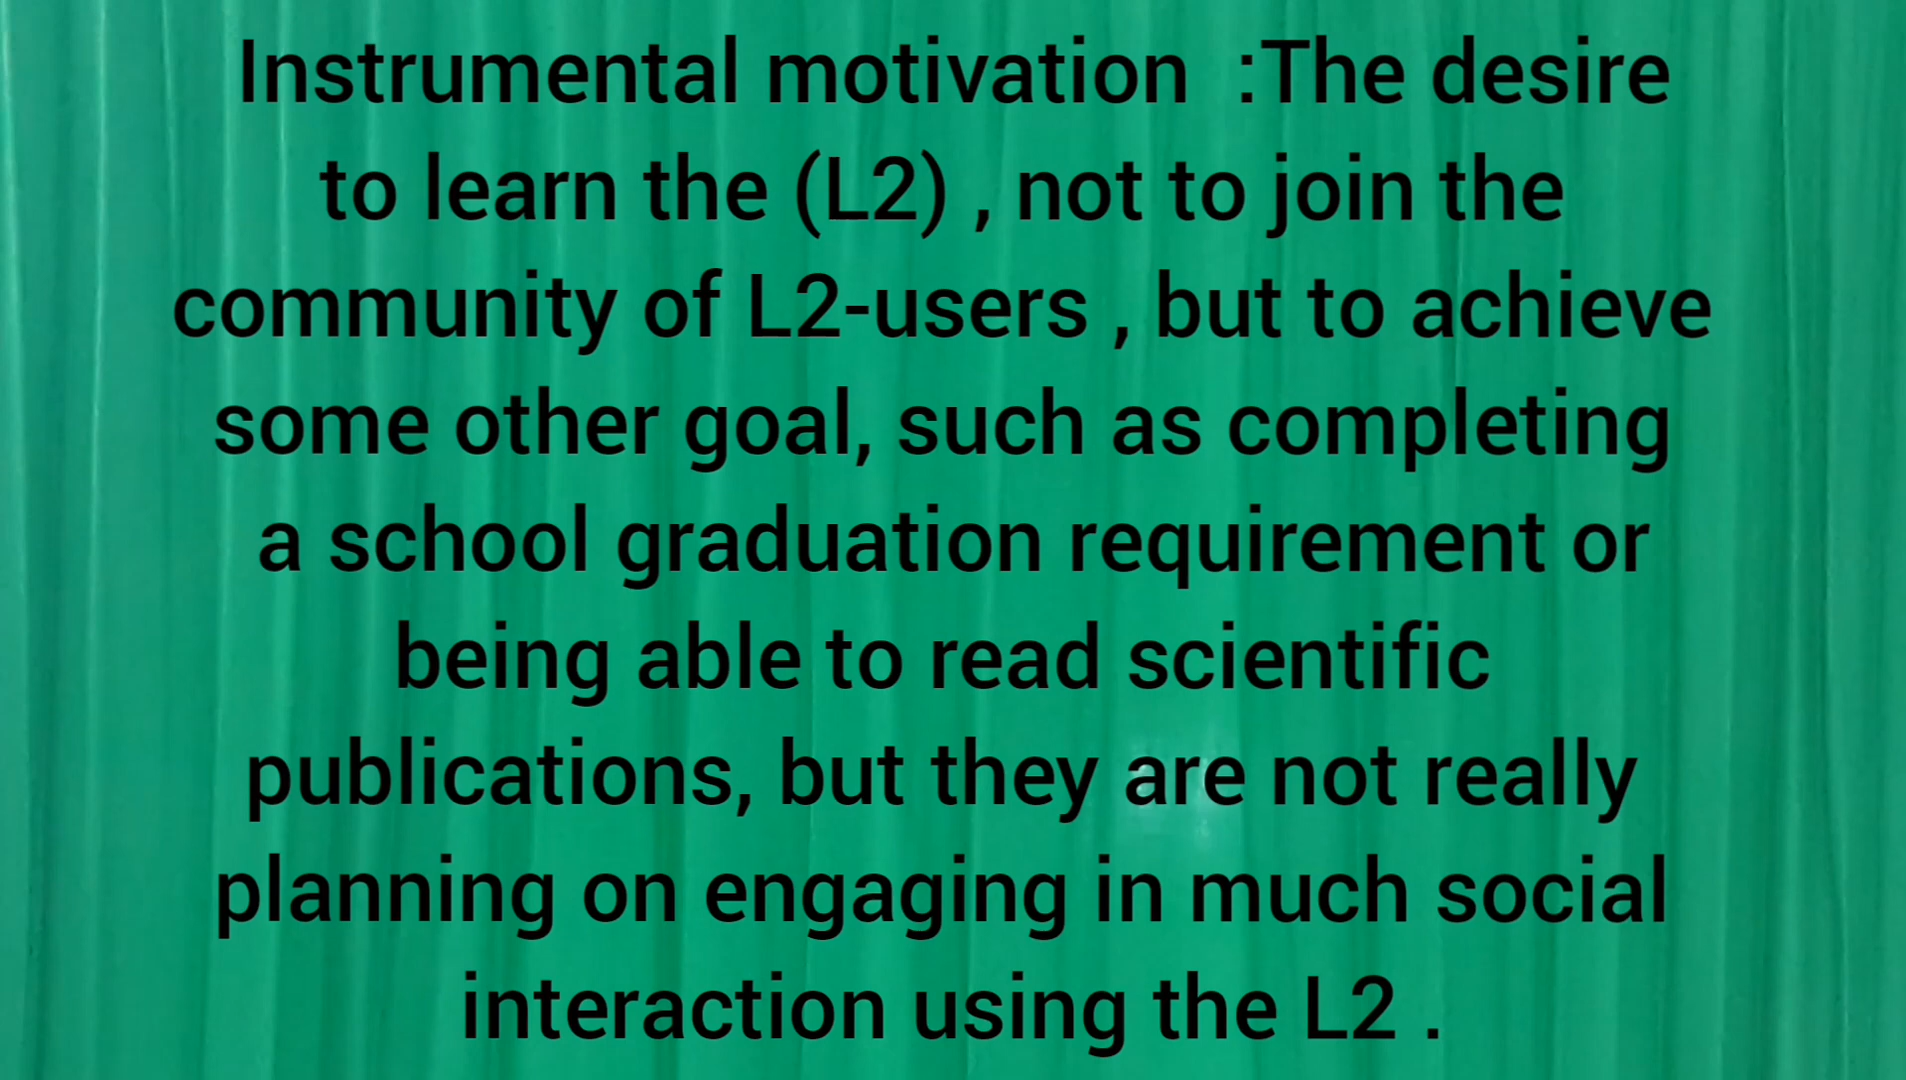 Instrumental motivation  :The desire
to learn the (L2) , not to join the
community of L2-users , but to achieve
some other goal, such as completing
a school graduation requirement or
being able to read scientific
publications, but they are not really
planning on engaging in much social
interaction using the L2 .